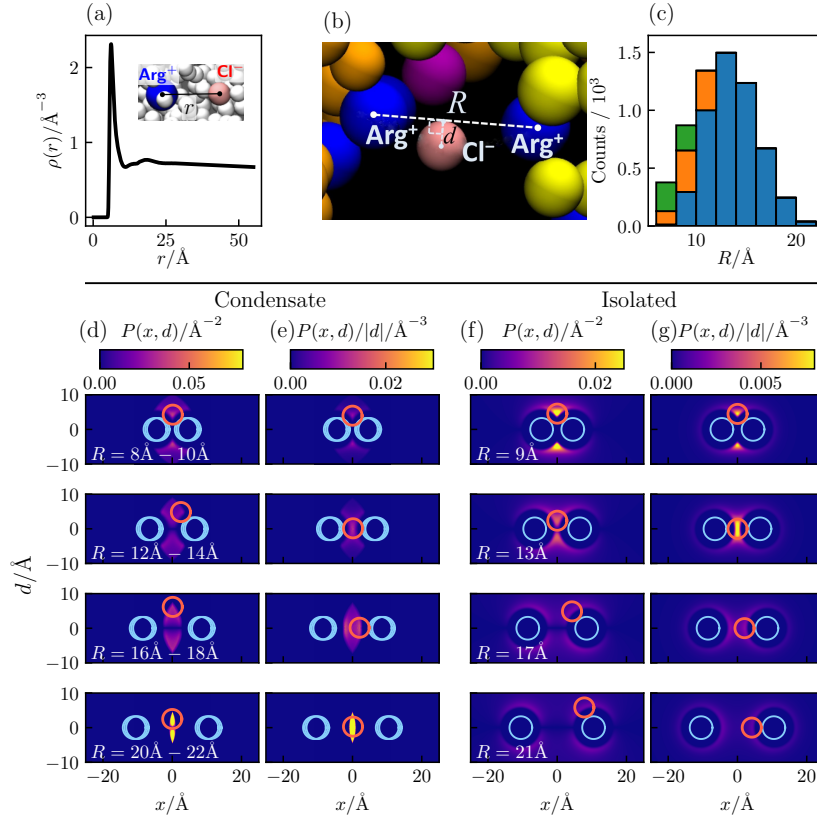 (a)
ρ(r)/Å⁻³
2
1
0
0
25
50
r/Å
Arg⁺
Cl⁻
r
(b)
R
Arg⁺
d
Cl⁻
Arg⁺
(c)
Counts / 10³
1.5
1.0
0.5
0.0
10
20
R/Å
Condensate
Isolated
(d)
P(x, d)/Å⁻²
(e)
P(x, d)/|d|/Å⁻³
(f)
P(x, d)/Å⁻²
(g)
P(x, d)/|d|/Å⁻³
0.00
0.05
0.00
0.02
0.00
0.02
0.000
0.005
d/Å
10
0
−10
R = 8Å − 10Å
R = 9Å
10
0
−10
R = 12Å − 14Å
R = 13Å
10
0
−10
R = 16Å − 18Å
R = 17Å
10
0
−10
R = 20Å − 22Å
R = 21Å
−20
0
20
−20
0
20
−20
0
20
−20
0
20
x/Å
x/Å
x/Å
x/Å